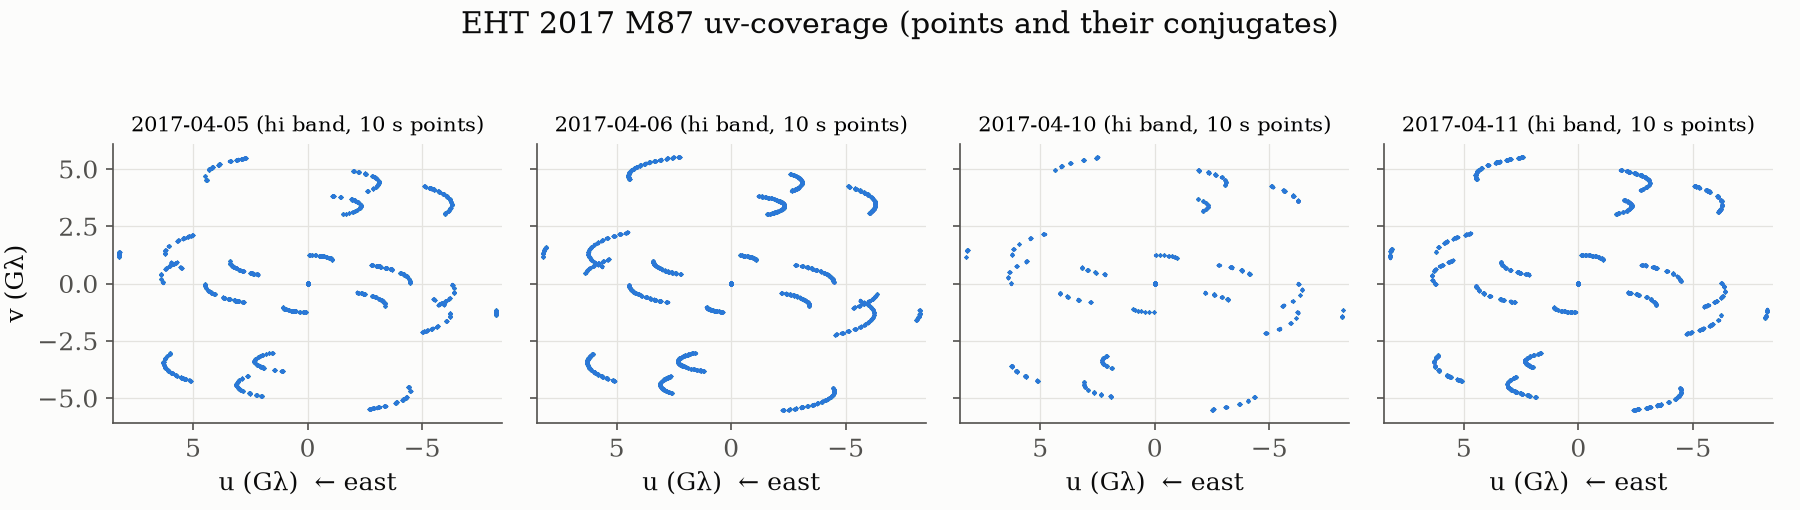 EHT 2017 M87 uv-coverage (points and their conjugates)
2017-04-05 (hi band, 10 s points)
2017-04-06 (hi band, 10 s points)
2017-04-10 (hi band, 10 s points)
2017-04-11 (hi band, 10 s points)
v (Gλ)
5.0
2.5
0.0
−2.5
−5.0
5 0 −5
5 0 −5
5 0 −5
5 0 −5
u (Gλ) ← east
u (Gλ) ← east
u (Gλ) ← east
u (Gλ) ← east